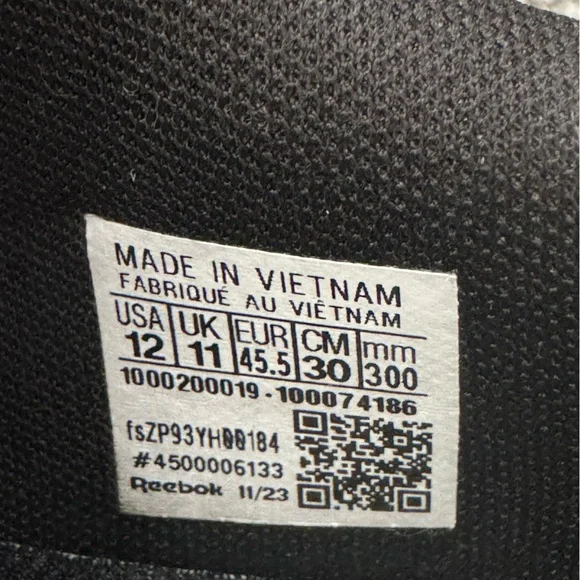 MADE IN VIETNAM
FABRIQUÉ AU VIÊTNAM
USA UK EUR CM mm
12 11 45.5 30 300
1000200019-100074186
fsZP93YH00184
#4500006133
Reebok 11/23